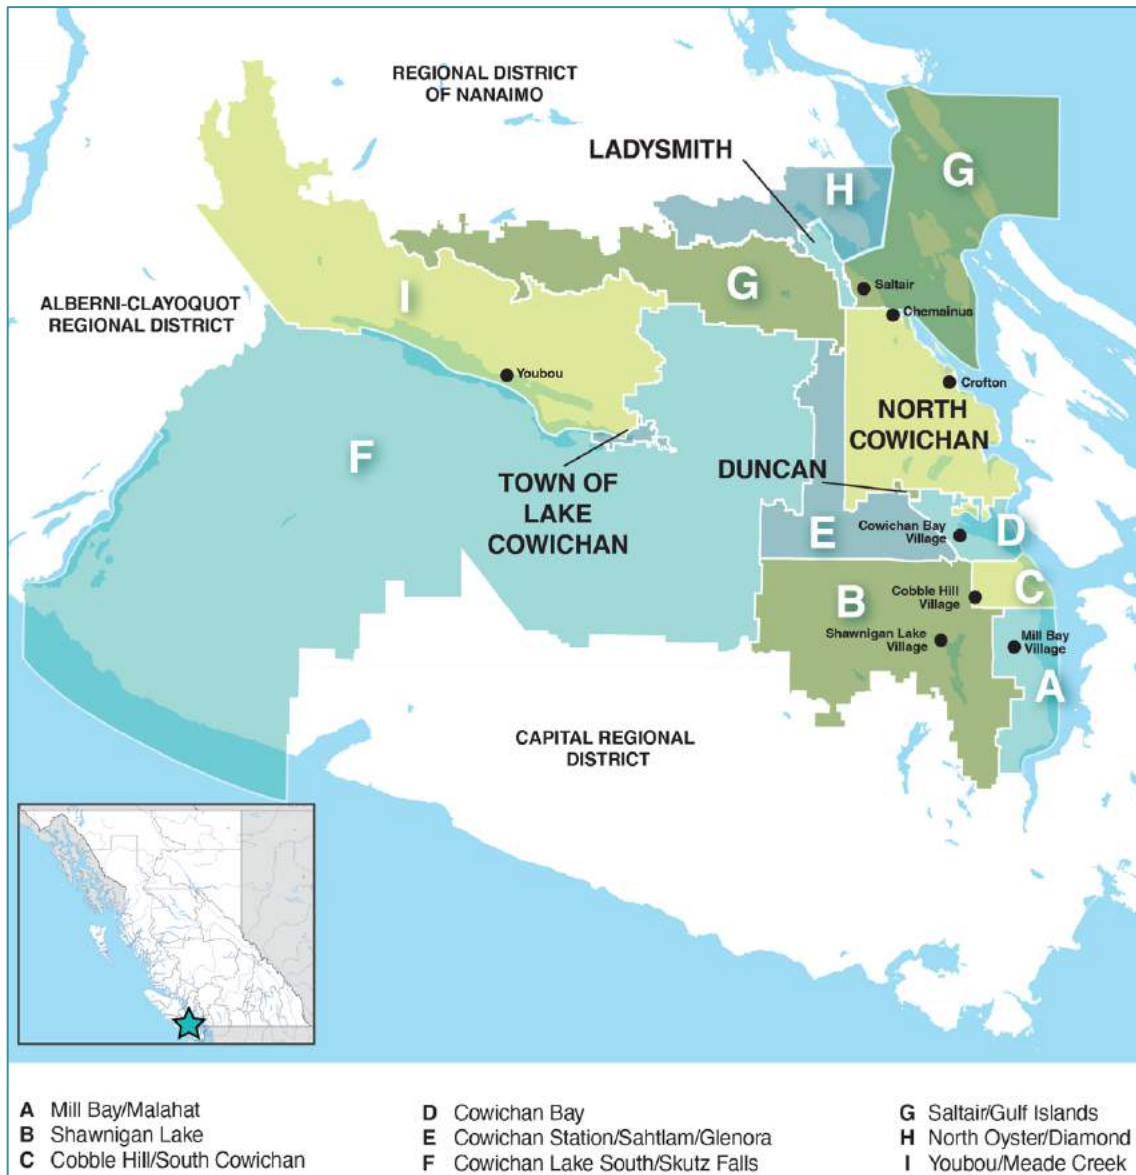 REGIONAL DISTRICT
OF NANAIMO
LADYSMITH
H
G
G
I
ALBERNI-CLAYOQUOT
REGIONAL DISTRICT
Saltair
Chemainus
Youbou
Crofton
NORTH
COWICHAN
F
TOWN OF
LAKE
COWICHAN
DUNCAN
E
Cowichan Bay
Village
D
B
Cobble Hill
Village
C
Shawnigan Lake
Village
Mill Bay
Village
A
CAPITAL REGIONAL
DISTRICT
A Mill Bay/Malahat
B Shawnigan Lake
C Cobble Hill/South Cowichan
D Cowichan Bay
E Cowichan Station/Sahtlam/Glenora
F Cowichan Lake South/Skutz Falls
G Saltair/Gulf Islands
H North Oyster/Diamond
I Youbou/Meade Creek